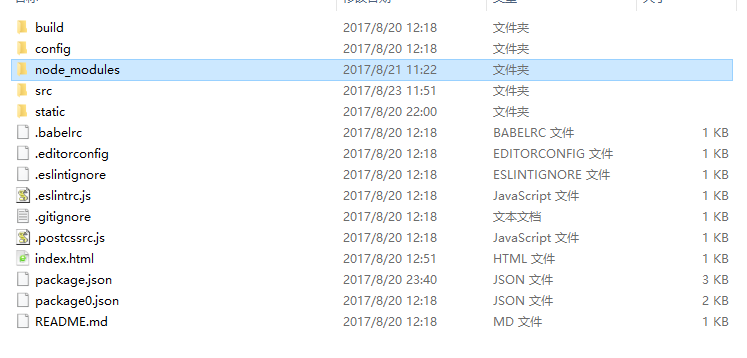 build 2017/8/20 12:18 文件夹
config 2017/8/20 12:18 文件夹
node_modules 2017/8/21 11:22 文件夹
src 2017/8/23 11:51 文件夹
static 2017/8/20 22:00 文件夹
.babelrc 2017/8/20 12:18 BABELRC 文件 1 KB
.editorconfig 2017/8/20 12:18 EDITORCONFIG 文件 1 KB
.eslintignore 2017/8/20 12:18 ESLINTIGNORE 文件 1 KB
.eslintrc.js 2017/8/20 12:18 JavaScript 文件 1 KB
.gitignore 2017/8/20 12:18 文本文档 1 KB
.postcssrc.js 2017/8/20 12:18 JavaScript 文件 1 KB
index.html 2017/8/20 12:51 HTML 文件 1 KB
package.json 2017/8/20 23:40 JSON 文件 3 KB
package0.json 2017/8/20 12:18 JSON 文件 2 KB
README.md 2017/8/20 12:18 MD 文件 1 KB